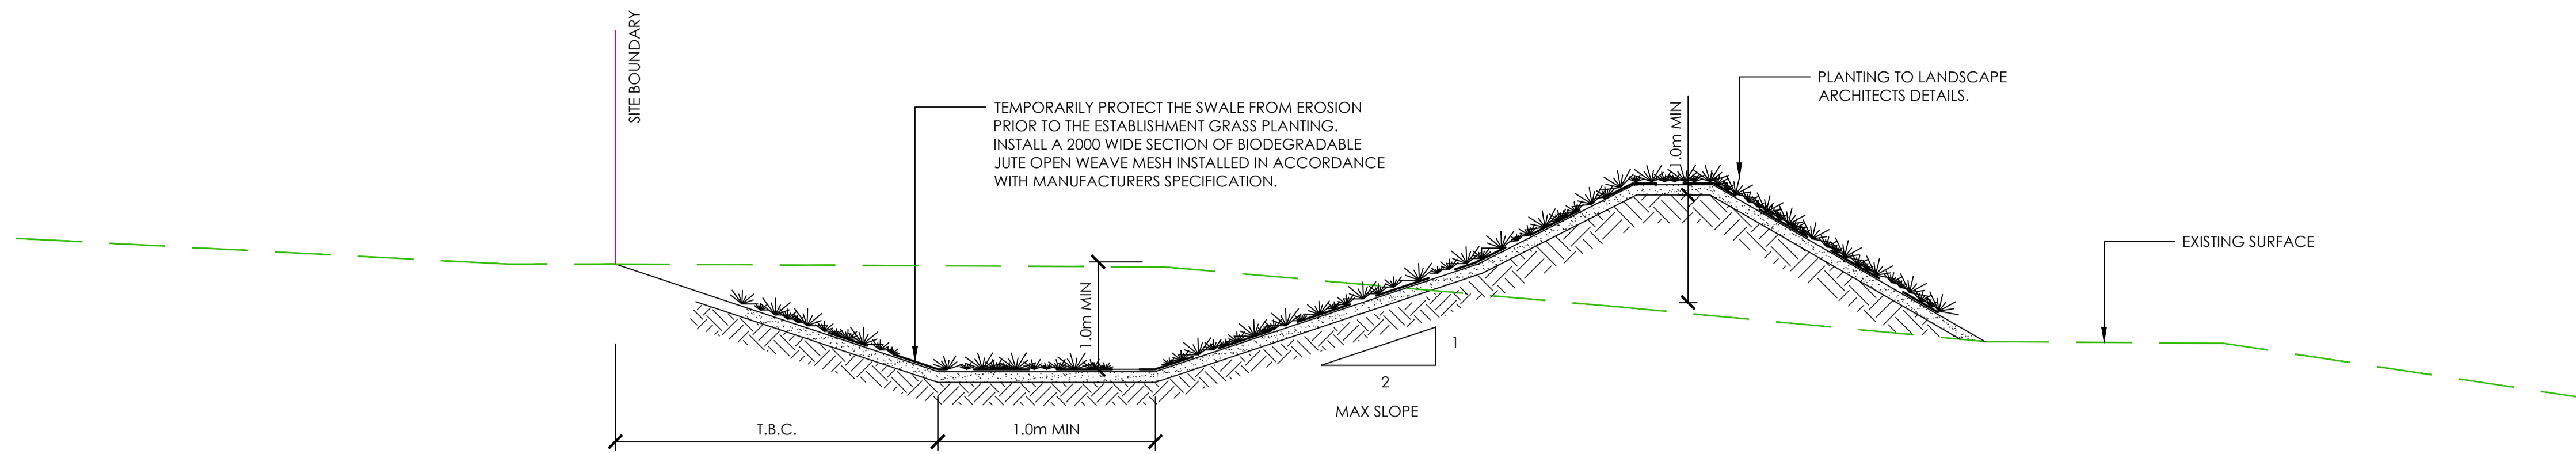 SITE BOUNDARY
TEMPORARILY PROTECT THE SWALE FROM EROSION
PRIOR TO THE ESTABLISHMENT GRASS PLANTING.
INSTALL A 2000 WIDE SECTION OF BIODEGRADABLE
JUTE OPEN WEAVE MESH INSTALLED IN ACCORDANCE
WITH MANUFACTURERS SPECIFICATION.
1.0m MIN
PLANTING TO LANDSCAPE
ARCHITECTS DETAILS.
EXISTING SURFACE
1.0m MIN
1
2
MAX SLOPE
T.B.C.
1.0m MIN